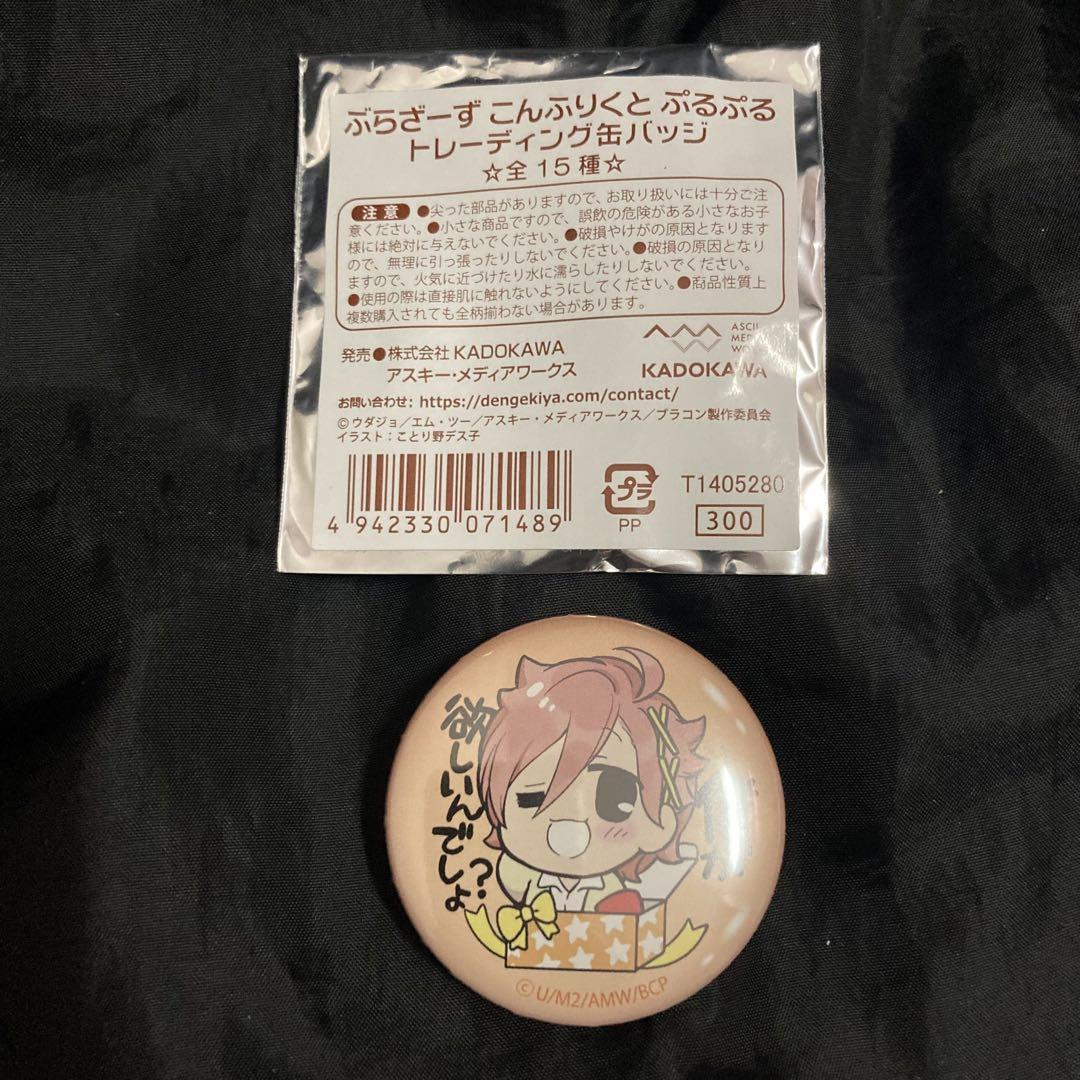 ぶらざーず こんふりくと ぷるぷる
トレーディング缶バッジ
☆全15種☆
注意 ●尖った部品がありますので、お取り扱いには十分ご注
意ください。●小さな商品ですので、誤飲の危険がある小さなお子
様には絶対に与えないでください。●破損やけがの原因となります
ので、無理に引っ張ったりしないでください。●破損の原因となり
ますので、火気に近づけたり水に濡らしたりしないでください。
●使用の際は直接肌に触れないようにしてください。●商品性質上
複数購入されても全柄揃わない場合があります。
発売●株式会社 KADOKAWA
アスキー・メディアワークス
ASCII
MEDIA
WO
KADOKAWA
お問い合わせ: https://dengekiya.com/contact/
©ウダジョ／エム・ツー／アスキー・メディアワークス／ブラコン製作委員会
イラスト：ことり野デス子
4 942330 071489
プラ
PP
T1405280
300
が
欲しいんでしょ?
©U/M2/AMW/BCP